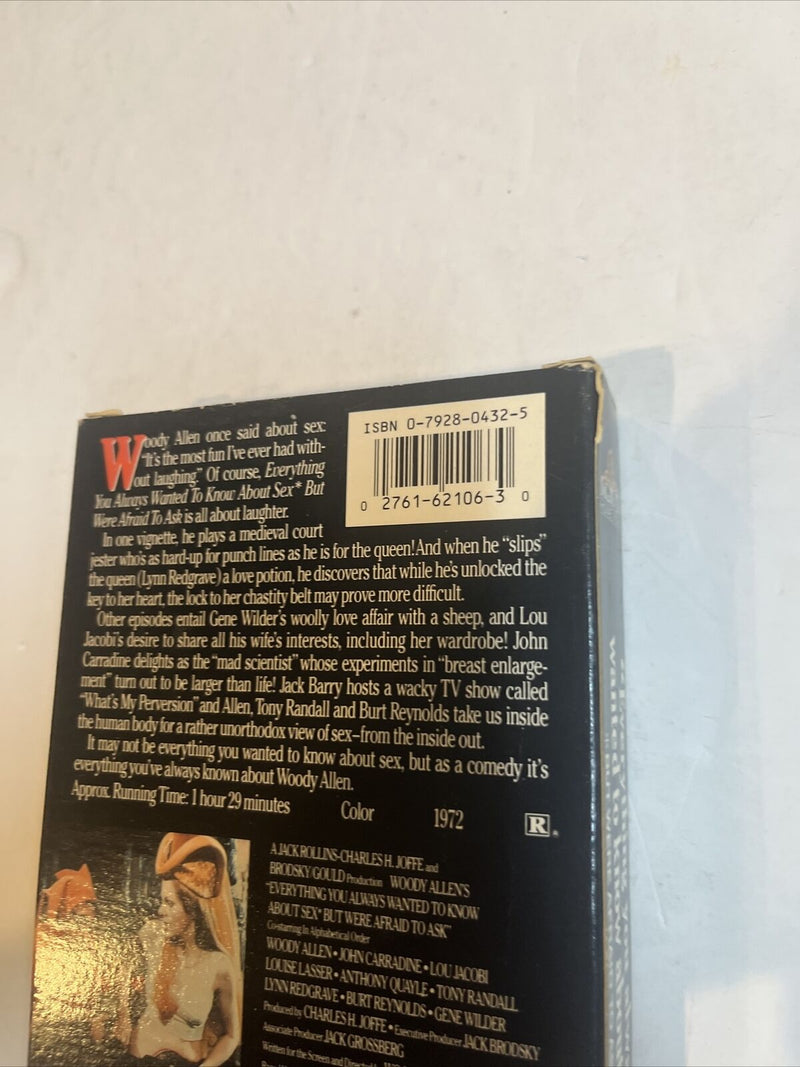 Woody Allen once said about sex:
"It's the most fun I've ever had with-
out laughing." Of course, Everything
You Always Wanted To Know About Sex* But
Were Afraid To Ask is all about laughter.
In one vignette, he plays a medieval court
jester who's as hard-up for punch lines as he is for the queen! And when he "slips"
the queen (Lynn Redgrave) a love potion, he discovers that while he's unlocked the
key to her heart, the lock to her chastity belt may prove more difficult.
Other episodes entail Gene Wilder's woolly love affair with a sheep, and Lou
Jacobi's desire to share all his wife's interests, including her wardrobe! John
Carradine delights as the "mad scientist" whose experiments in "breast enlarge-
ment" turn out to be larger than life! Jack Barry hosts a wacky TV show called
"What's My Perversion" and Allen, Tony Randall and Burt Reynolds take us inside
the human body for a rather unorthodox view of sex–from the inside out.
It may not be everything you wanted to know about sex, but as a comedy it's
everything you've always known about Woody Allen.
Approx. Running Time: 1 hour 29 minutes Color 1972 R
ISBN 0-7928-0432-5
0 2761-62106-3 0
A JACK ROLLINS-CHARLES H. JOFFE and
BRODSKY/GOULD Production WOODY ALLEN'S
"EVERYTHING YOU ALWAYS WANTED TO KNOW
ABOUT SEX* BUT WERE AFRAID TO ASK"
Co-starring In Alphabetical Order
WOODY ALLEN • JOHN CARRADINE • LOU JACOBI
LOUISE LASSER • ANTHONY QUAYLE • TONY RANDALL
LYNN REDGRAVE • BURT REYNOLDS • GENE WILDER
Produced by CHARLES H. JOFFE • Executive Producer JACK BRODSKY
Associate Producer JACK GROSSBERG
Written for the Screen and Directed